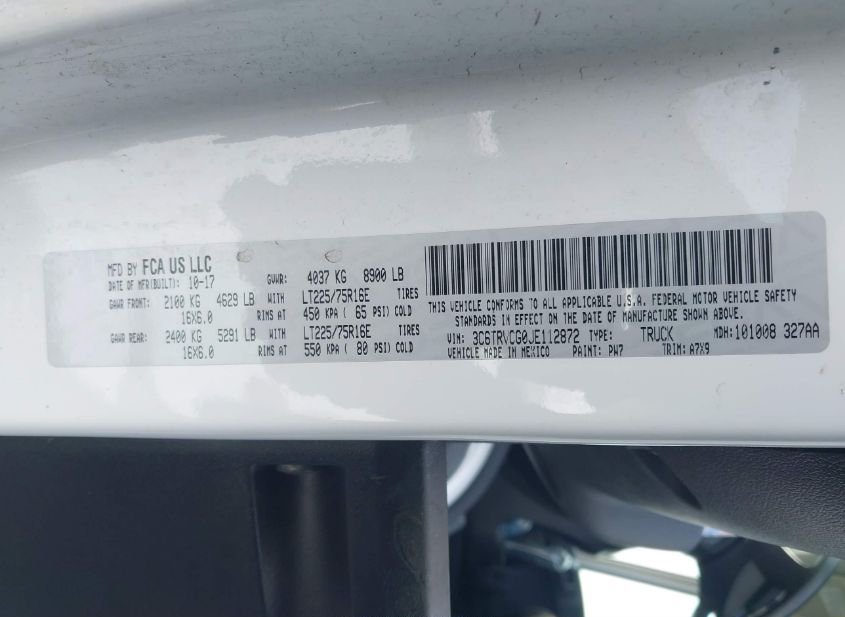 MFD BY FCA US LLC
DATE OF MFR(BUILT): 10-17 GVWR: 4037 KG 8900 LB
GAWR FRONT: 2100 KG 4629 LB WITH LT225/75R16E TIRES
16X6.0 RIMS AT 450 KPA ( 65 PSI) COLD
GAWR REAR: 2400 KG 5291 LB WITH LT225/75R16E TIRES
16X6.0 RIMS AT 550 KPA ( 80 PSI) COLD
THIS VEHICLE CONFORMS TO ALL APPLICABLE U.S.A. FEDERAL MOTOR VEHICLE SAFETY
STANDARDS IN EFFECT ON THE DATE OF MANUFACTURE SHOWN ABOVE.
VIN: 3C6TRVCG0JE112872 TYPE: TRUCK MDH: 101008 327AA
VEHICLE MADE IN MEXICO PAINT: PW7 TRIM: A7X9